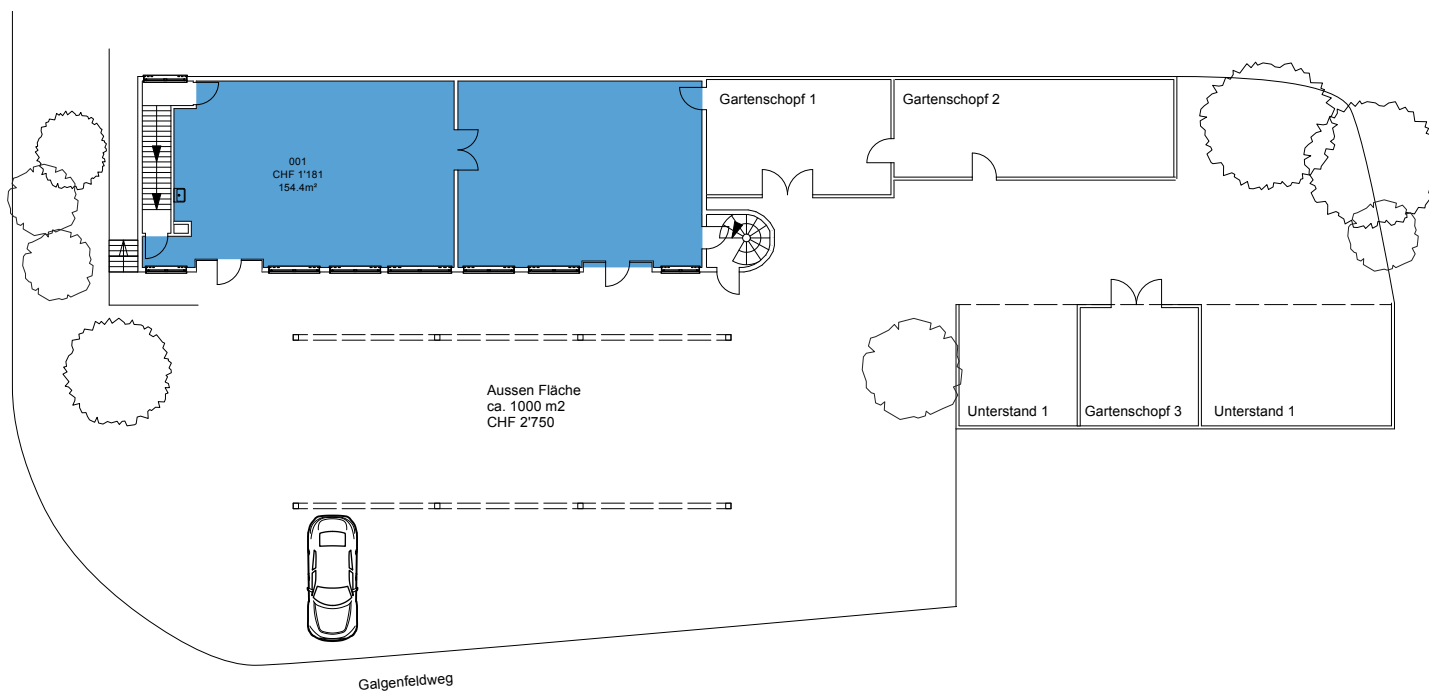 Gartenschopf 1
Gartenschopf 2
001
CHF 1'181
154.4m²
Aussen Fläche
ca. 1000 m2
CHF 2'750
Unterstand 1
Gartenschopf 3
Unterstand 1
Galgenfeldweg